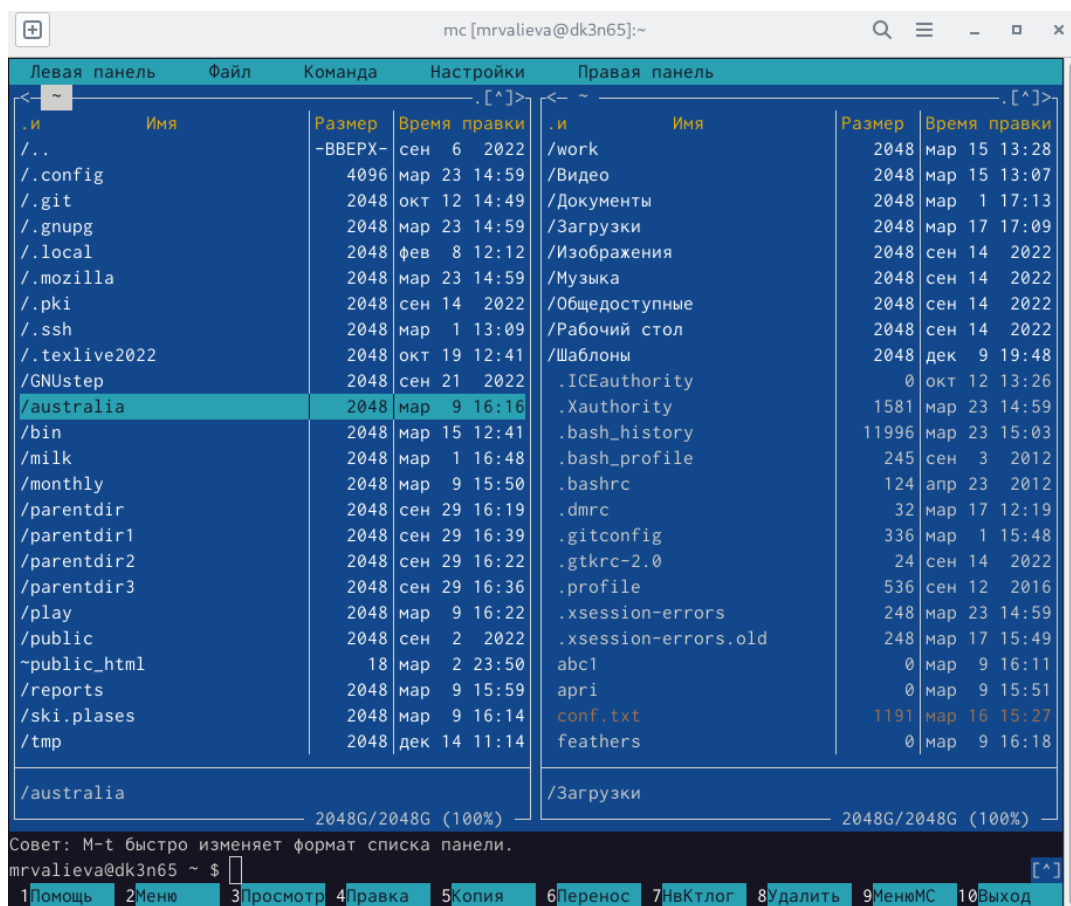 mc [mrvalieva@dk3n65]:~
Левая панель Файл Команда Настройки Правая панель
<— ~ .[^]> <— ~ .[^]>
.и Имя Размер Время правки .и Имя Размер Время правки
/.. -ВВЕРХ- сен 6 2022 /work 2048 мар 15 13:28
/.config 4096 мар 23 14:59 /Видео 2048 мар 15 13:07
/.git 2048 окт 12 14:49 /Документы 2048 мар 1 17:13
/.gnupg 2048 мар 23 14:59 /Загрузки 2048 мар 17 17:09
/.local 2048 фев 8 12:12 /Изображения 2048 сен 14 2022
/.mozilla 2048 мар 23 14:59 /Музыка 2048 сен 14 2022
/.pki 2048 сен 14 2022 /Общедоступные 2048 сен 14 2022
/.ssh 2048 мар 1 13:09 /Рабочий стол 2048 сен 14 2022
/.texlive2022 2048 окт 19 12:41 /Шаблоны 2048 дек 9 19:48
/GNUstep 2048 сен 21 2022 .ICEauthority 0 окт 12 13:26
/australia 2048 мар 9 16:16 .Xauthority 1581 мар 23 14:59
/bin 2048 мар 15 12:41 .bash_history 11996 мар 23 15:03
/milk 2048 мар 1 16:48 .bash_profile 245 сен 3 2012
/monthly 2048 мар 9 15:50 .bashrc 124 апр 23 2012
/parentdir 2048 сен 29 16:19 .dmrc 32 мар 17 12:19
/parentdir1 2048 сен 29 16:39 .gitconfig 336 мар 1 15:48
/parentdir2 2048 сен 29 16:22 .gtkrc-2.0 24 сен 14 2022
/parentdir3 2048 сен 29 16:36 .profile 536 сен 12 2016
/play 2048 мар 9 16:22 .xsession-errors 248 мар 23 14:59
/public 2048 сен 2 2022 .xsession-errors.old 248 мар 17 15:49
~public_html 18 мар 2 23:50 abc1 0 мар 9 16:11
/reports 2048 мар 9 15:59 apri 0 мар 9 15:51
/ski.plases 2048 мар 9 16:14 conf.txt 1191 мар 16 15:27
/tmp 2048 дек 14 11:14 feathers 0 мар 9 16:18
/australia /Загрузки
2048G/2048G (100%) 2048G/2048G (100%)
Совет: M-t быстро изменяет формат списка панели.
mrvalieva@dk3n65 ~ $ [^]
1Помощь 2Меню 3Просмотр 4Правка 5Копия 6Перенос 7НвКтлог 8Удалить 9МенюMC 10Выход